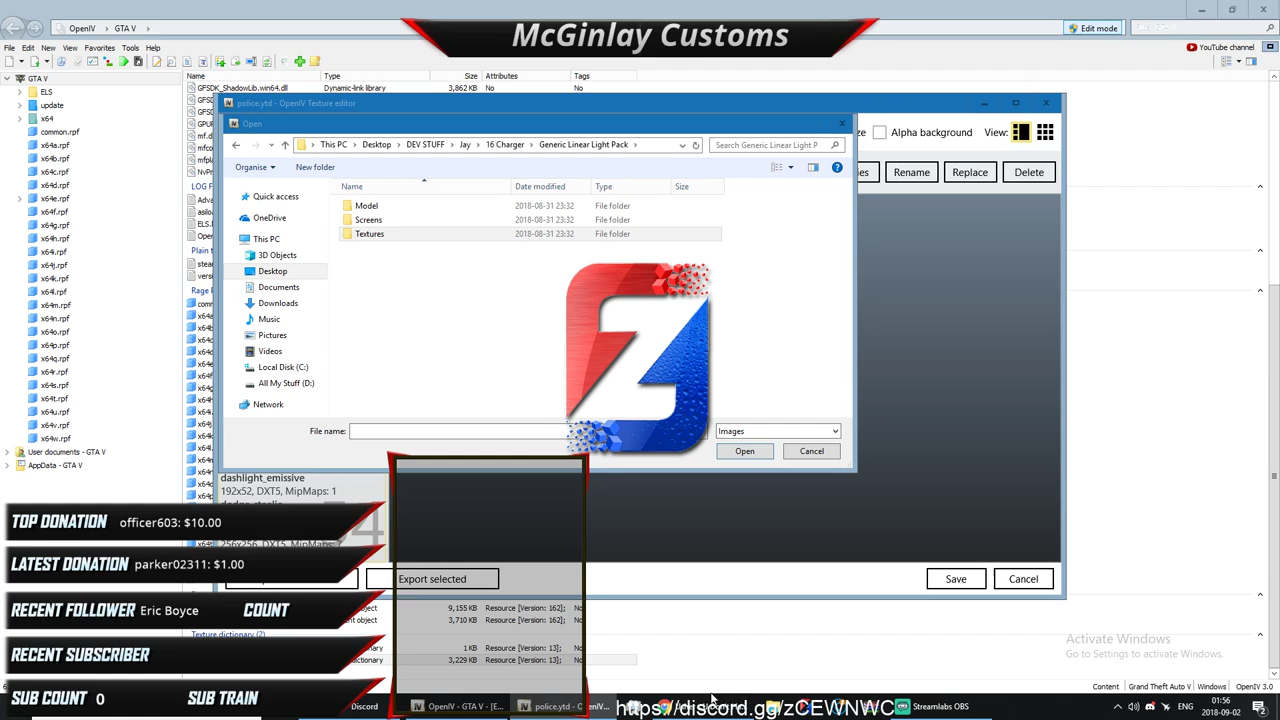 McGinlay Customs
OpenIV
GTA V
Edit mode
File Edit View Favorites Tools Help
YouTube channel
GTA V
ELS
update
x64
common.rpf
x64a.rpf
x64b.rpf
x64c.rpf
x64d.rpf
x64e.rpf
x64f.rpf
x64g.rpf
x64h.rpf
x64i.rpf
x64j.rpf
x64k.rpf
x64l.rpf
x64m.rpf
x64n.rpf
x64o.rpf
x64p.rpf
x64q.rpf
x64r.rpf
x64s.rpf
x64t.rpf
x64u.rpf
x64v.rpf
x64w.rpf
User documents - GTA V
AppData - GTA V
Name Type Size Attributes Tags
GFSDK_ShadowLib.win64.dll Dynamic-link library 3,862 KB No No
police.ytd - OpenIV Texture editor
Alpha background View:
Rename Replace Delete
Open
This PC Desktop DEV STUFF Jay 16 Charger Generic Linear Light Pack
Search Generic Linear Light P
Organise New folder
Name Date modified Type Size
Model 2018-08-31 23:32 File folder
Screens 2018-08-31 23:32 File folder
Textures 2018-08-31 23:32 File folder
Quick access
OneDrive
This PC
3D Objects
Desktop
Documents
Downloads
Music
Pictures
Videos
Local Disk (C:)
All My Stuff (D:)
Network
File name:
Images
Open Cancel
dashlight_emissive
192x52, DXT5, MipMaps: 1
Export selected
Save Cancel
9,155 KB Resource [Version: 162];
3,710 KB Resource [Version: 162];
Texture dictionary (2)
1 KB Resource [Version: 13];
3,229 KB Resource [Version: 13];
TOP DONATION officer603: $10.00
LATEST DONATION parker02311: $1.00
RECENT FOLLOWER Eric Boyce COUNT
RECENT SUBSCRIBER
SUB COUNT 0 SUB TRAIN
Activate Windows
Go to Settings to activate Windows.
Content Grand Theft Auto V Windows OpenIV 3.0
Discord
OpenIV - GTA V - [E...
police.ytd - OpenIV...
https://discord.gg/zCEWNWC
Streamlabs OBS
01:56
2018-09-02